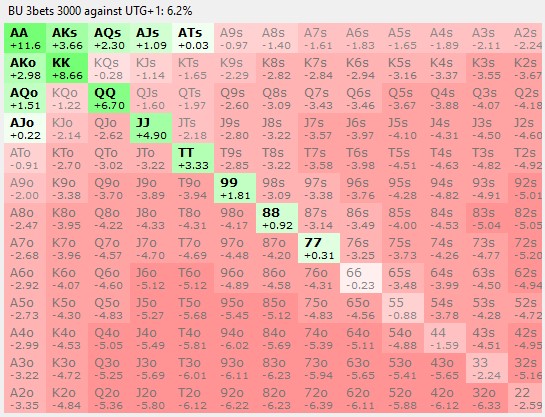 BU 3bets 3000 against UTG+1: 6.2%
AA AKs AQs AJs ATs A9s A8s A7s A6s A5s A4s A3s A2s
+11.6 +3.66 +2.30 +1.09 +0.03 -0.97 -1.40 -1.61 -1.83 -1.65 -1.89 -2.11 -2.24
AKo KK KQs KJs KTs K9s K8s K7s K6s K5s K4s K3s K2s
+2.98 +8.66 -0.28 -1.14 -1.65 -2.29 -2.82 -2.84 -2.94 -3.16 -3.37 -3.55 -3.67
AQo KQo QQ QJs QTs Q9s Q8s Q7s Q6s Q5s Q4s Q3s Q2s
+1.51 -1.22 +6.70 -1.60 -1.97 -2.60 -3.09 -3.43 -3.46 -3.67 -3.88 -4.07 -4.18
AJo KJo QJo JJ JTs J9s J8s J7s J6s J5s J4s J3s J2s
+0.22 -2.14 -2.62 +4.90 -2.18 -2.80 -3.22 -3.57 -3.97 -4.10 -4.31 -4.50 -4.60
ATo KTo QTo JTo TT T9s T8s T7s T6s T5s T4s T3s T2s
-0.91 -2.70 -3.02 -3.22 +3.33 -2.85 -3.22 -3.58 -3.98 -4.51 -4.63 -4.82 -4.92
A9o K9o Q9o J9o T9o 99 98s 97s 96s 95s 94s 93s 92s
-2.00 -3.38 -3.70 -3.89 -3.94 +1.81 -3.09 -3.38 -3.76 -4.28 -4.82 -4.91 -5.01
A8o K8o Q8o J8o T8o 98o 88 87s 86s 85s 84s 83s 82s
-2.47 -3.95 -4.22 -4.33 -4.31 -4.17 +0.92 -3.14 -3.49 -4.00 -4.53 -5.04 -5.05
A7o K7o Q7o J7o T7o 97o 87o 77 76s 75s 74s 73s 72s
-2.68 -3.96 -4.57 -4.70 -4.69 -4.48 -4.20 +0.31 -3.25 -3.73 -4.26 -4.77 -5.20
A6o K6o Q6o J6o T6o 96o 86o 76o 66 65s 64s 63s 62s
-2.92 -4.07 -4.60 -5.12 -5.12 -4.89 -4.58 -4.31 -0.23 -3.48 -3.99 -4.50 -4.94
A5o K5o Q5o J5o T5o 95o 85o 75o 65o 55 54s 53s 52s
-2.73 -4.30 -4.83 -5.27 -5.68 -5.45 -5.12 -4.83 -4.56 -0.88 -3.78 -4.28 -4.72
A4o K4o Q4o J4o T4o 94o 84o 74o 64o 54o 44 43s 42s
-2.99 -4.53 -5.05 -5.49 -5.81 -6.02 -5.69 -5.39 -5.11 -4.88 -1.59 -4.51 -4.95
A3o K3o Q3o J3o T3o 93o 83o 73o 63o 53o 43o 33 32s
-3.22 -4.72 -5.25 -5.69 -6.01 -6.11 -6.23 -5.94 -5.65 -5.41 -5.65 -2.24 -5.16
A2o K2o Q2o J2o T2o 92o 82o 72o 62o 52o 42o 32o 22
-3.35 -4.84 -5.36 -5.80 -6.12 -6.22 -6.23 -6.39 -6.11 -5.88 -6.12 -6.33 -2.59